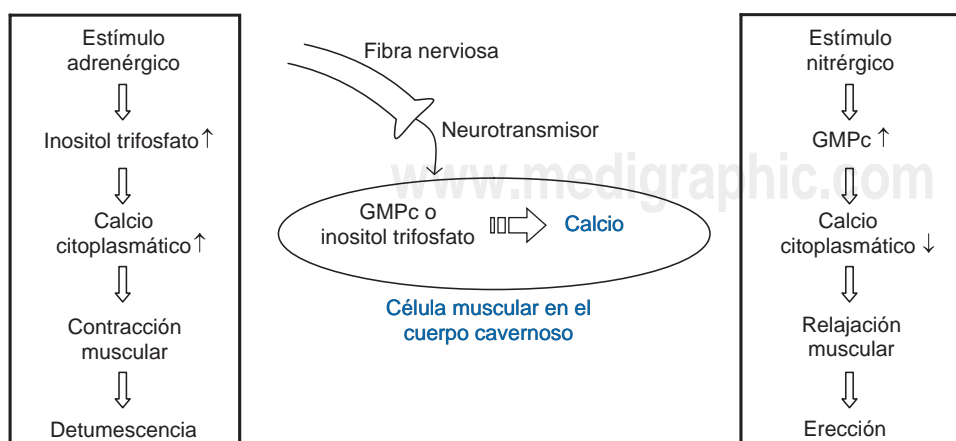 Estímulo
adrenérgico
Inositol trifosfato ↑
Calcio
citoplasmático ↑
Contracción
muscular
Detumescencia
Fibra nerviosa
Neurotransmisor
www.medigraphic.com
GMPc o
inositol trifosfato
Calcio
Célula muscular en el
cuerpo cavernoso
Estímulo
nitrérgico
GMPc ↑
Calcio
citoplasmático ↓
Relajación
muscular
Erección